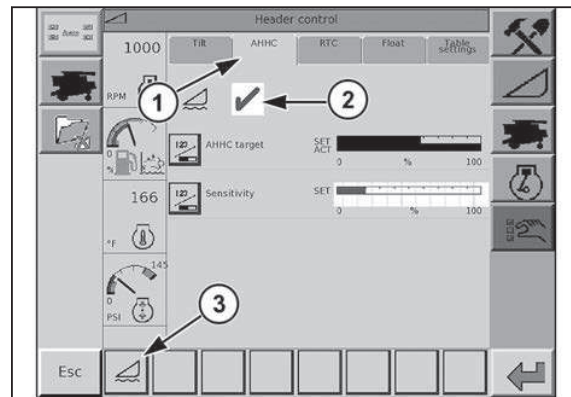 Header control
1000
RPM
Tilt
AHHC
RTC
Float
Table settings
1
2
AHHC target
SET
ACT
0 % 100
Sensitivity
SET
0 % 100
0
%
166
°F
0
145
PSI
3
Esc